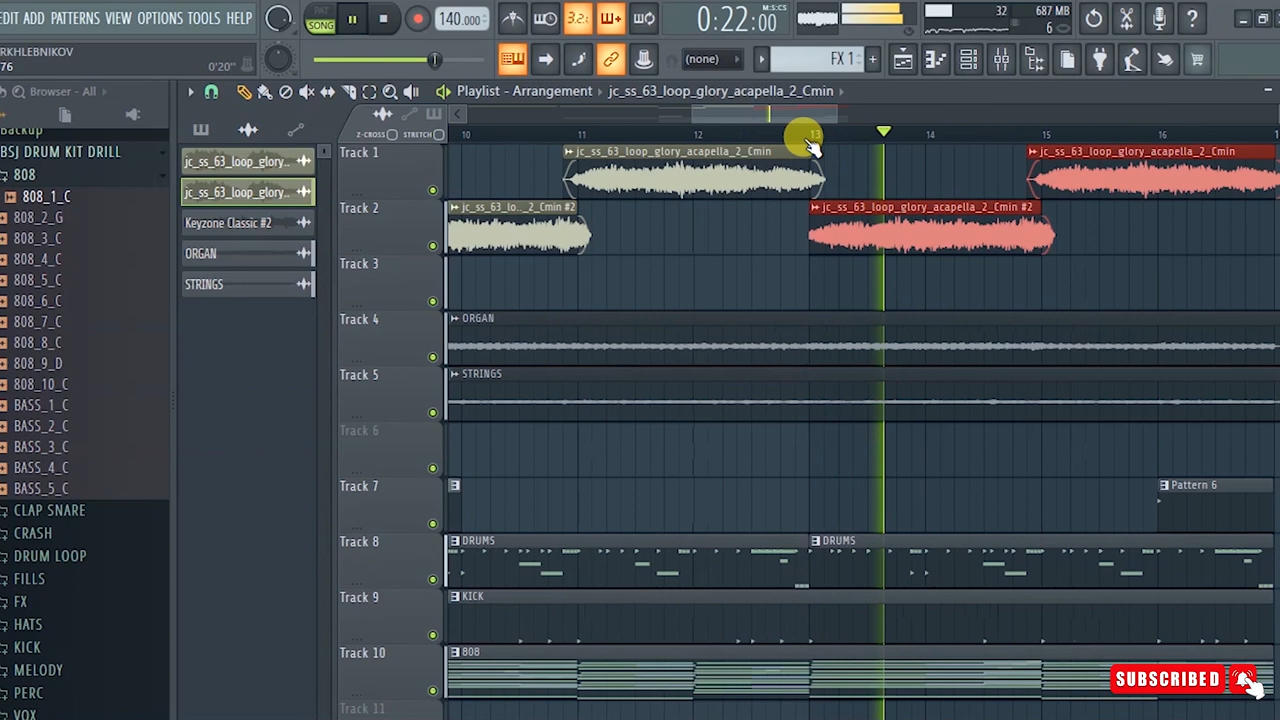 EDIT ADD PATTERNS VIEW OPTIONS TOOLS HELP
PAT
SONG
140.000
3.2:
0:22:00
M:S:CS
32
687 MB
6
RKHLEBNIKOV
76
0'20"
(none)
FX 1
Browser - All
Playlist - Arrangement
jc_ss_63_loop_glory_acapella_2_Cmin
Backup
BSJ DRUM KIT DRILL
808
808_1_C
808_2_G
808_3_C
808_4_C
808_5_C
808_6_C
808_7_C
808_8_C
808_9_D
808_10_C
BASS_1_C
BASS_2_C
BASS_3_C
BASS_4_C
BASS_5_C
CLAP SNARE
CRASH
DRUM LOOP
FILLS
FX
HATS
KICK
MELODY
PERC
VOX
jc_ss_63_loop_glory..
jc_ss_63_loop_glory..
Keyzone Classic #2
ORGAN
STRINGS
Z-CROSS
STRETCH
10
11
12
13
14
15
16
Track 1
jc_ss_63_loop_glory_acapella_2_Cmin
jc_ss_63_loop_glory_acapella_2_Cmin
Track 2
jc_ss_63_lo.._2_Cmin #2
jc_ss_63_loop_glory_acapella_2_Cmin #2
Track 3
Track 4
ORGAN
Track 5
STRINGS
Track 6
Track 7
Pattern 6
Track 8
DRUMS
DRUMS
Track 9
KICK
Track 10
808
Track 11
SUBSCRIBED